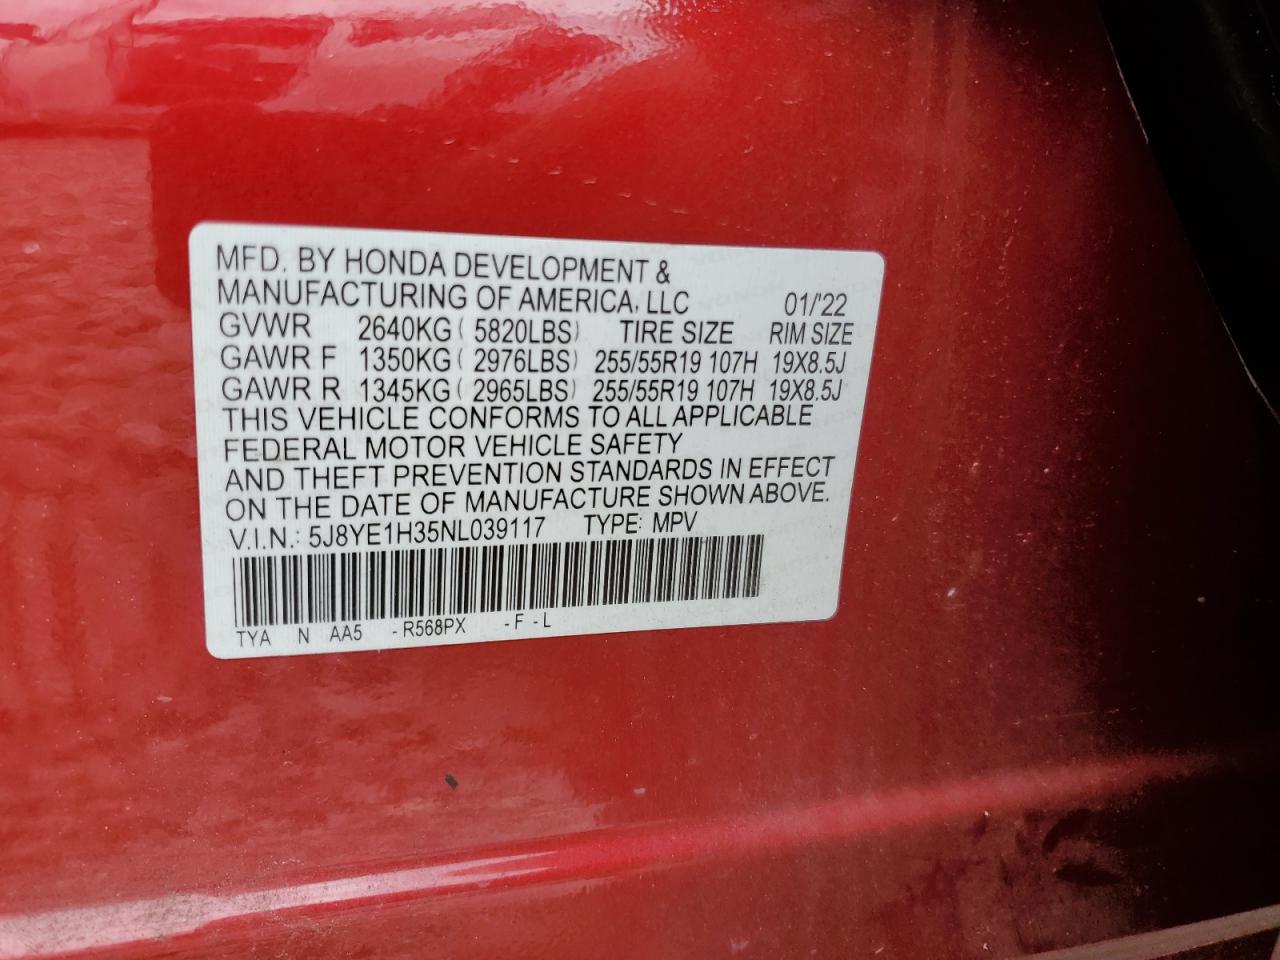 MFD. BY HONDA DEVELOPMENT &
MANUFACTURING OF AMERICA, LLC 01/'22
GVWR 2640KG ( 5820LBS) TIRE SIZE RIM SIZE
GAWR F 1350KG ( 2976LBS) 255/55R19 107H 19X8.5J
GAWR R 1345KG ( 2965LBS) 255/55R19 107H 19X8.5J
THIS VEHICLE CONFORMS TO ALL APPLICABLE
FEDERAL MOTOR VEHICLE SAFETY
AND THEFT PREVENTION STANDARDS IN EFFECT
ON THE DATE OF MANUFACTURE SHOWN ABOVE.
V.I.N.: 5J8YE1H35NL039117 TYPE: MPV
TYA N AA5 -R568PX -F -L